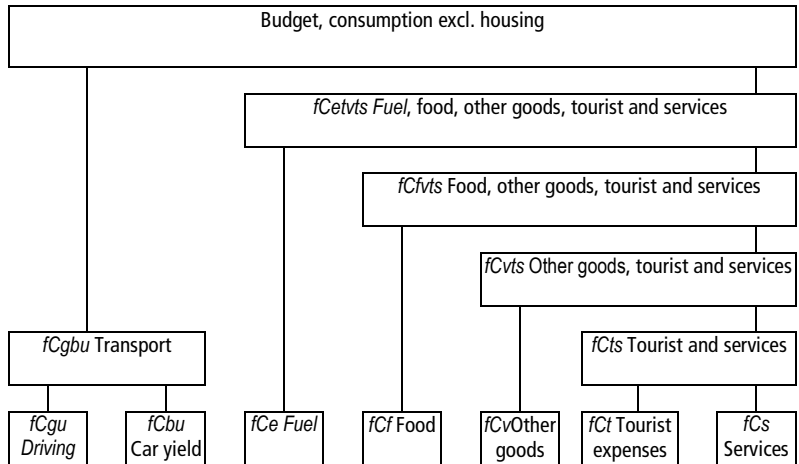 Budget, consumption excl. housing
fCetvts Fuel, food, other goods, tourist and services
fCfvts Food, other goods, tourist and services
fCvts Other goods, tourist and services
fCgbu Transport
fCts Tourist and services
fCgu
Driving
fCbu
Car yield
fCe Fuel
fCf Food
fCvOther
goods
fCt Tourist
expenses
fCs
Services